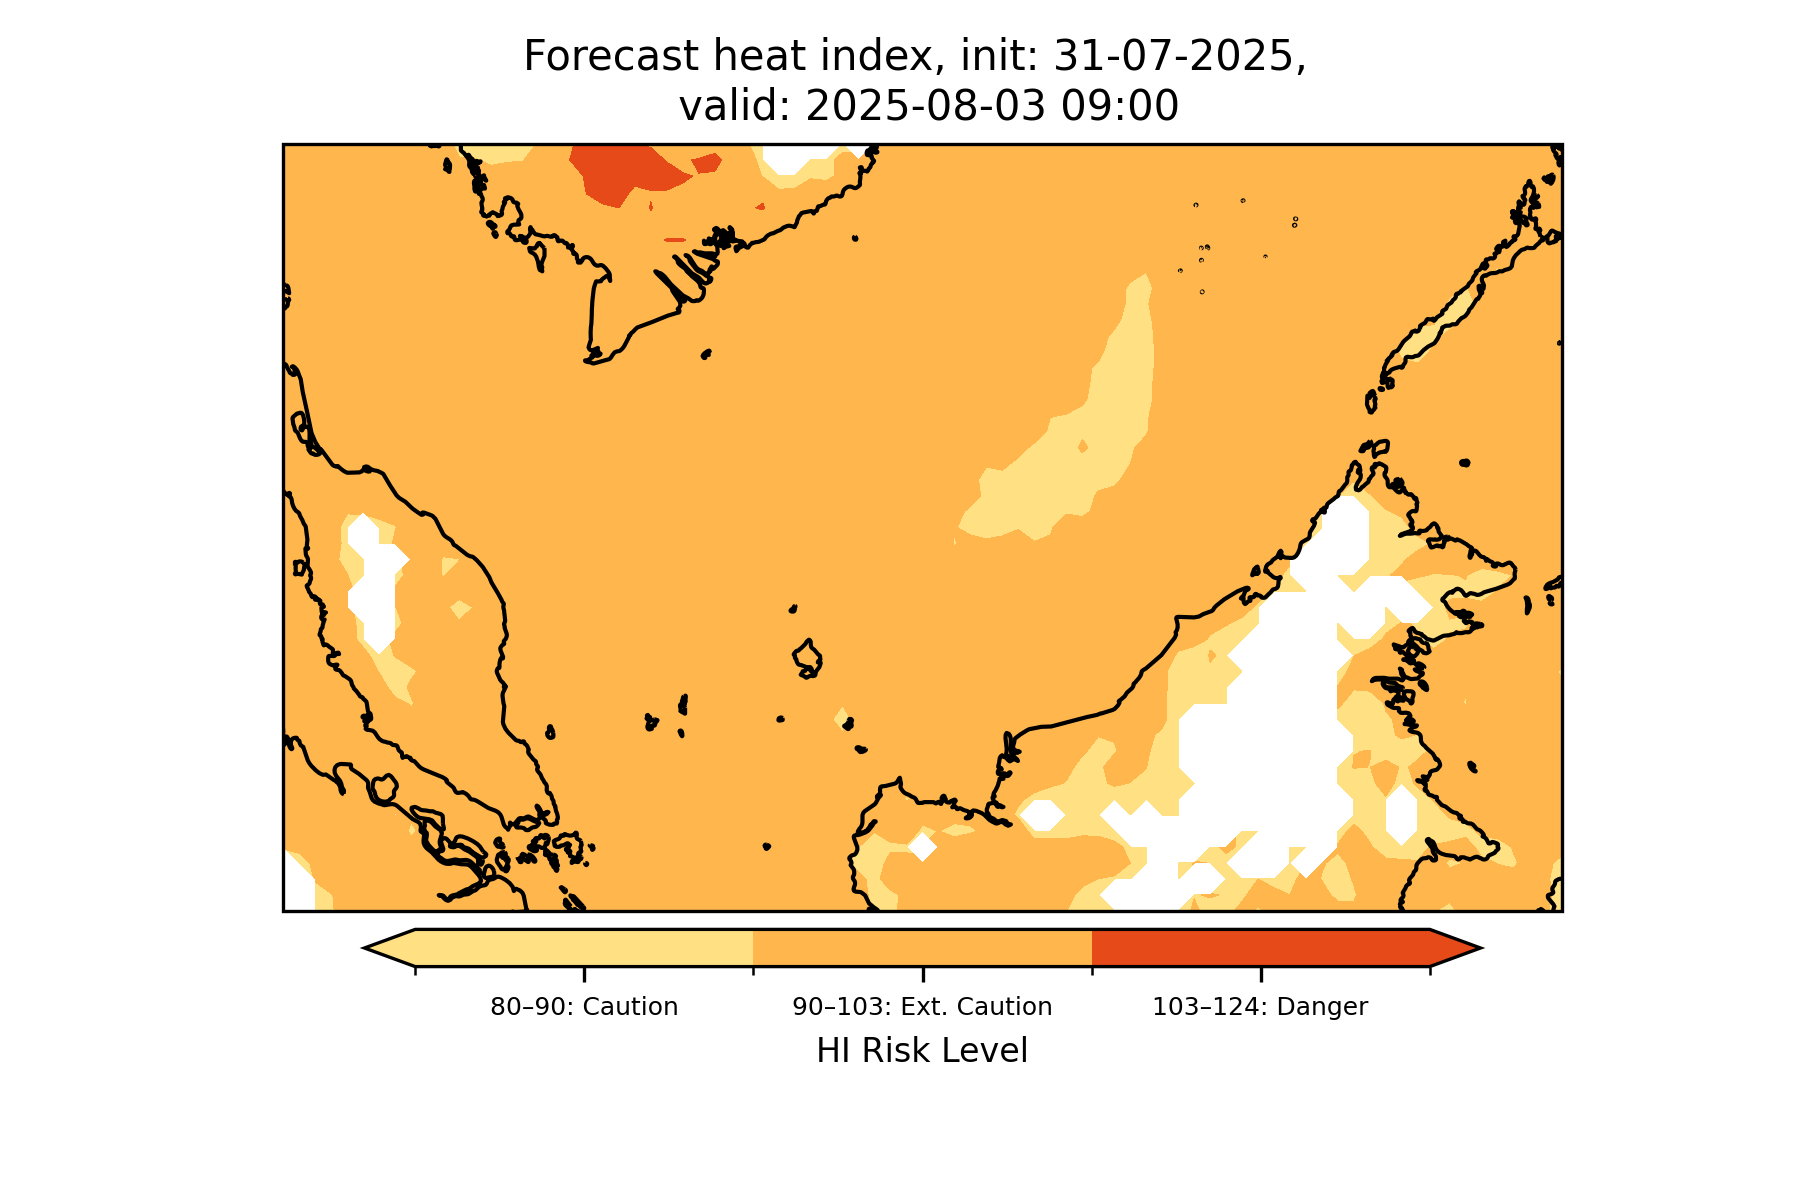 Forecast heat index, init: 31-07-2025,
valid: 2025-08-03 09:00
80–90: Caution
90–103: Ext. Caution
103–124: Danger
HI Risk Level